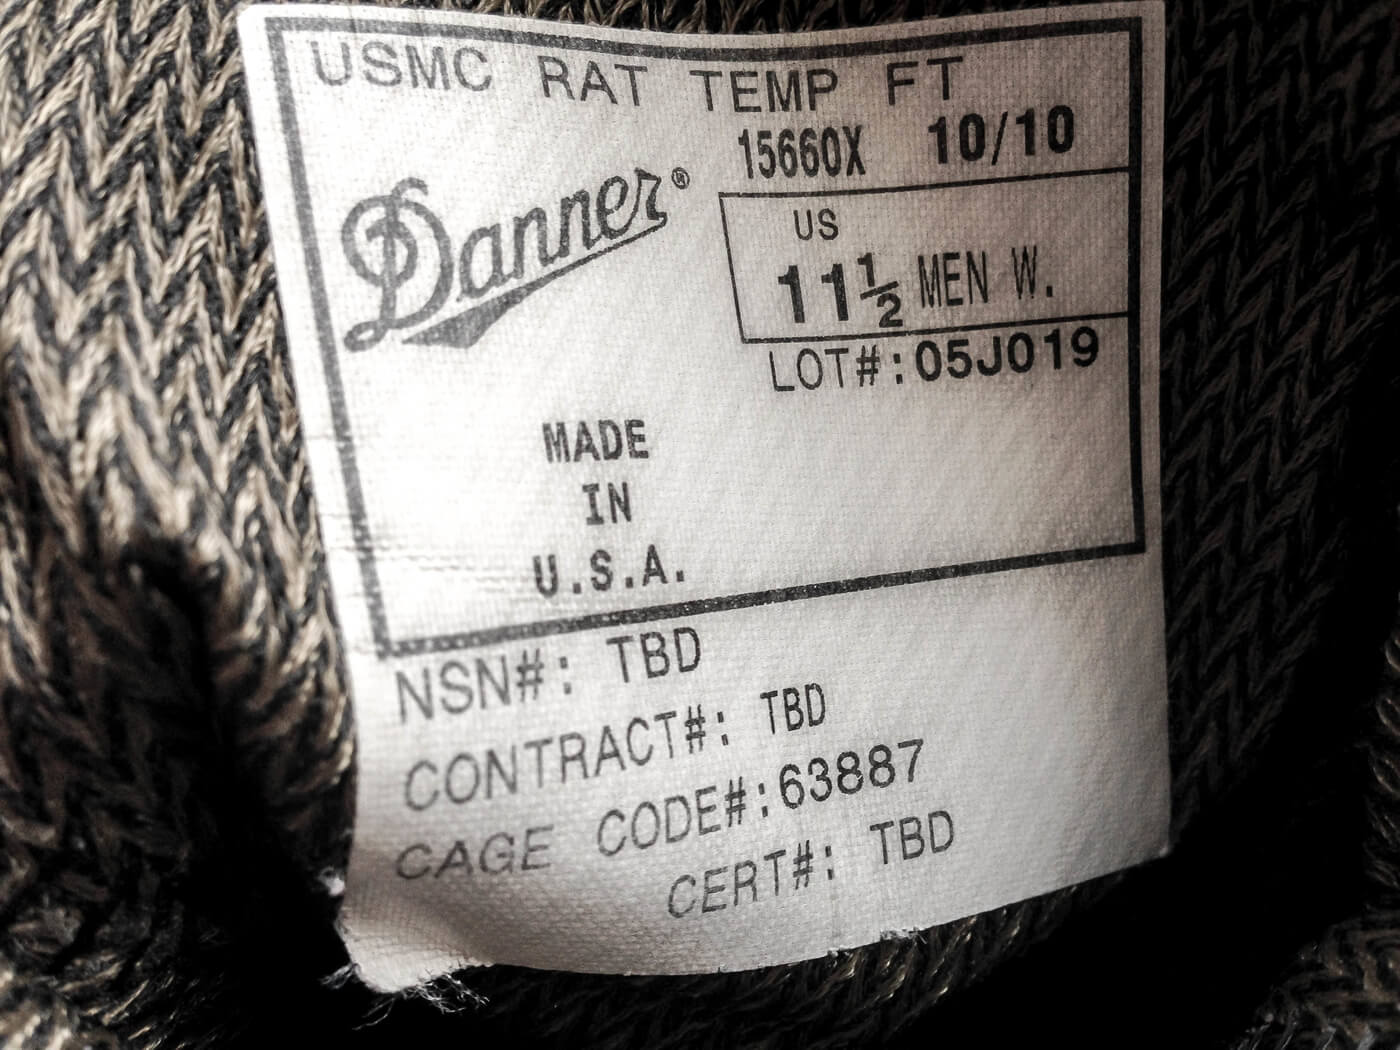 USMC RAT TEMP FT
15660X 10/10
Danner®
US
11½ MEN W.
LOT#:05J019
MADE
IN
U.S.A.
NSN#: TBD
CONTRACT#: TBD
CAGE CODE#:63887
CERT#: TBD